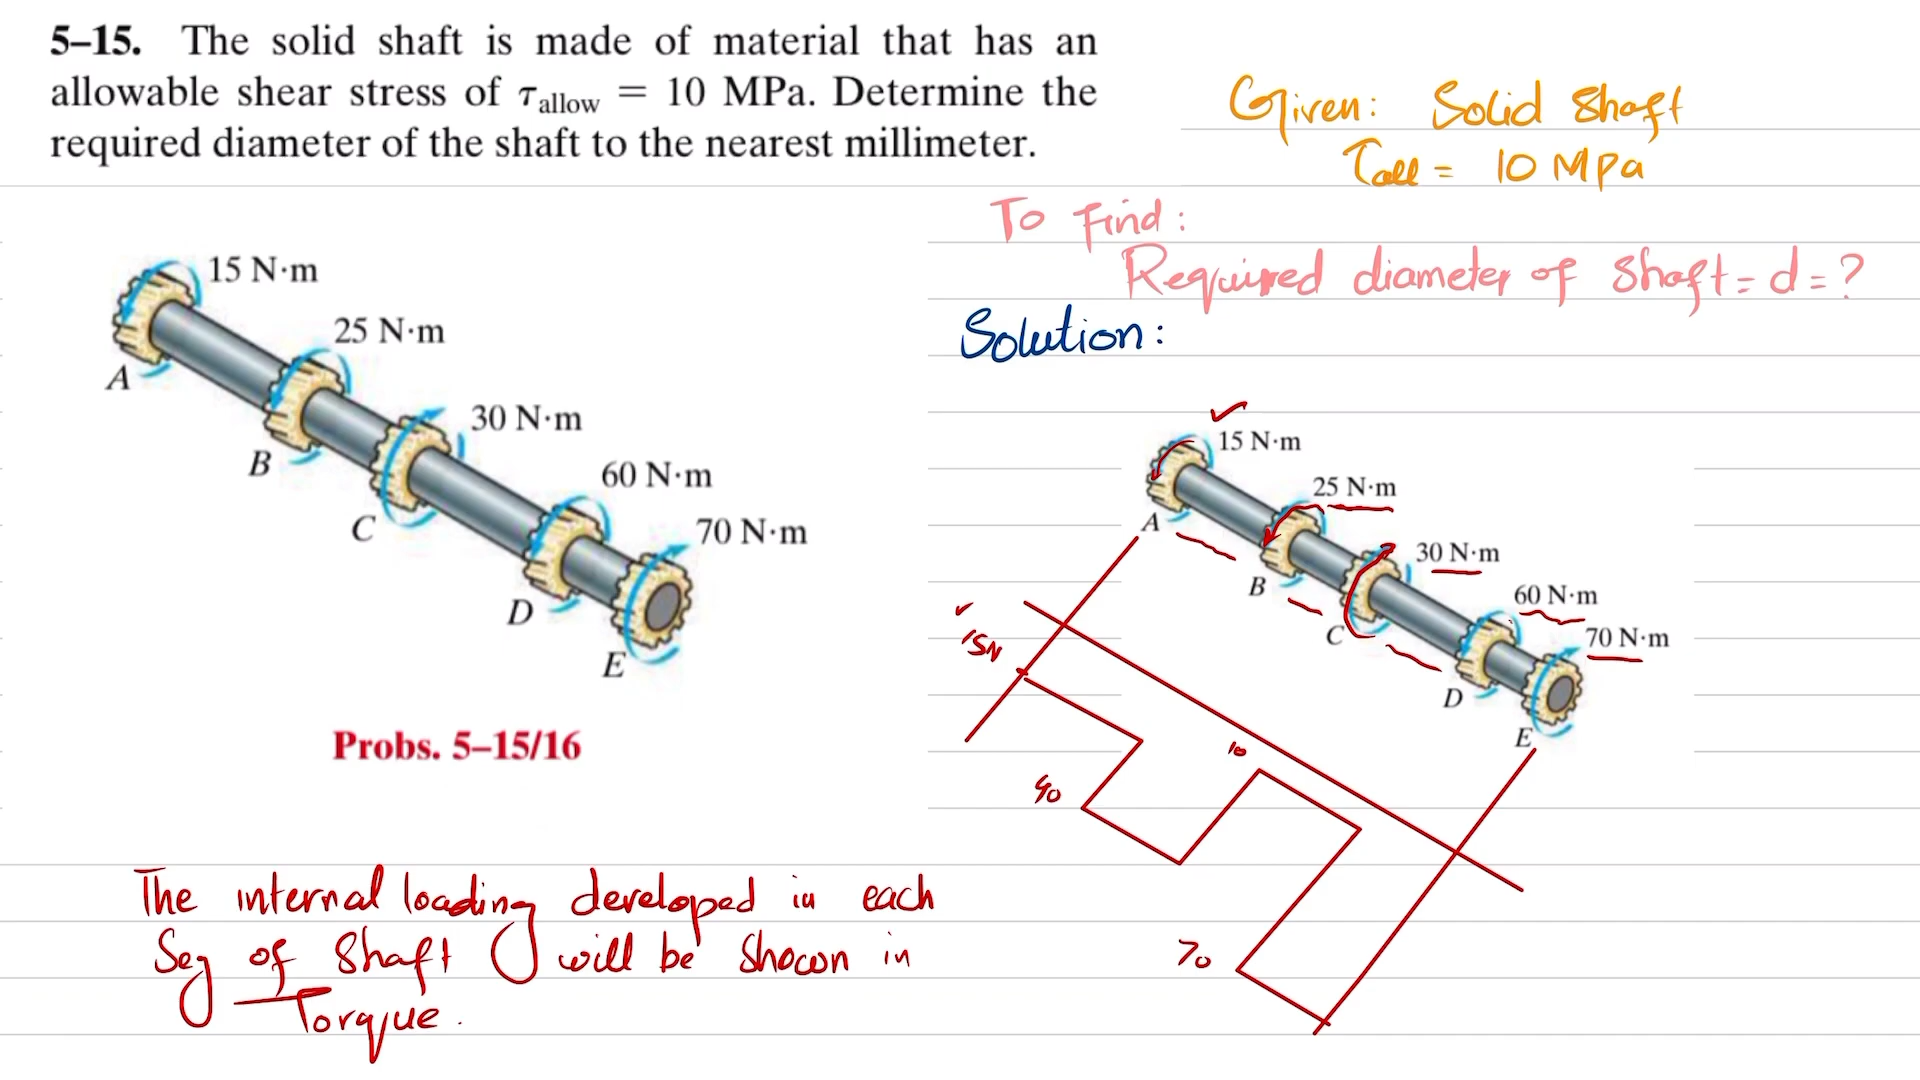 5–15. The solid shaft is made of material that has an
allowable shear stress of τallow = 10 MPa. Determine the
required diameter of the shaft to the nearest millimeter.
Given: Solid Shaft
τall = 10 MPa
To Find:
Required diameter of Shaft = d = ?
Solution:
15 N·m
25 N·m
30 N·m
60 N·m
70 N·m
A
B
C
D
E
Probs. 5–15/16
15 N·m
25 N·m
30 N·m
60 N·m
70 N·m
A
B
C
D
E
15N
40
10
70
The internal loading developed in each
Seg of Shaft will be Shown in
Torque.